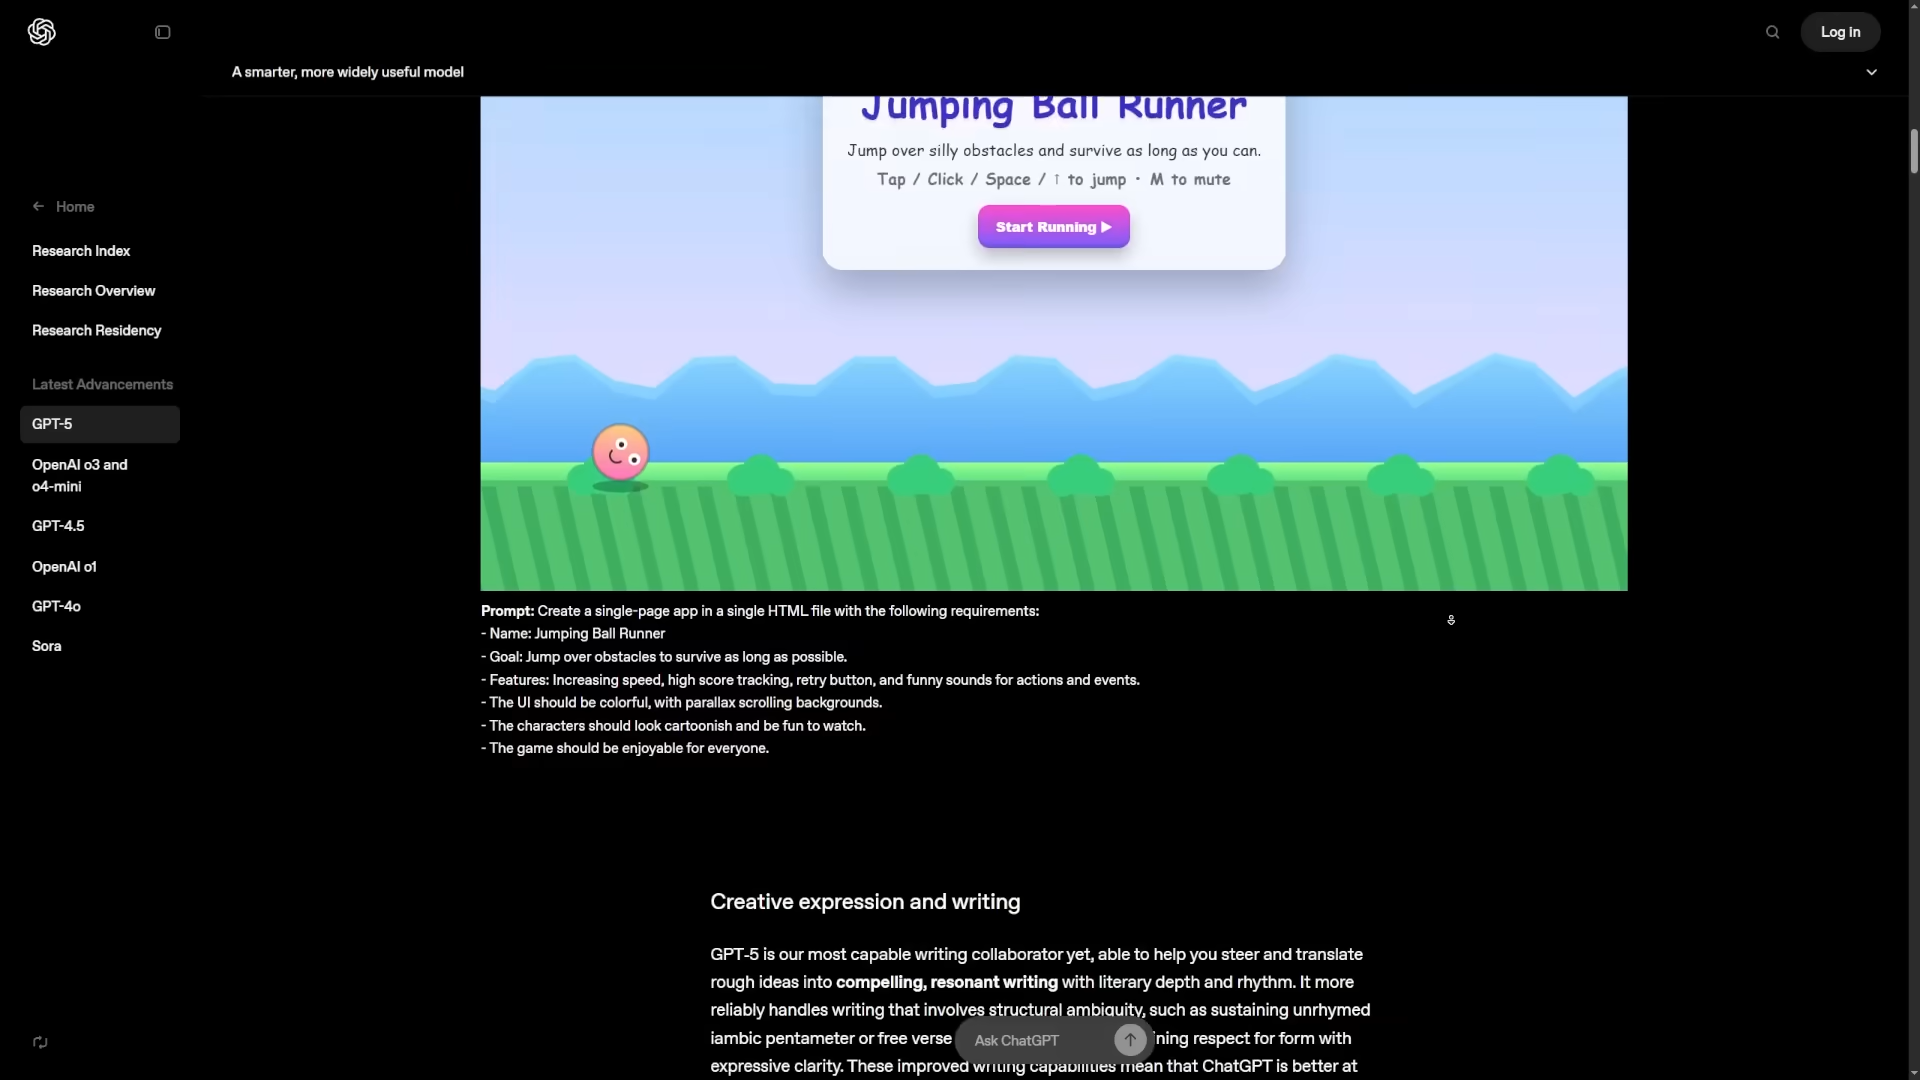 Log in
A smarter, more widely useful model
Home
Research Index
Research Overview
Research Residency
Latest Advancements
GPT-5
OpenAI o3 and
o4-mini
GPT-4.5
OpenAI o1
GPT-4o
Sora
Jumping Ball Runner
Jump over silly obstacles and survive as long as you can.
Tap / Click / Space / ↑ to jump • M to mute
Start Running ▶
Prompt: Create a single-page app in a single HTML file with the following requirements:
- Name: Jumping Ball Runner
- Goal: Jump over obstacles to survive as long as possible.
- Features: Increasing speed, high score tracking, retry button, and funny sounds for actions and events.
- The UI should be colorful, with parallax scrolling backgrounds.
- The characters should look cartoonish and be fun to watch.
- The game should be enjoyable for everyone.
Creative expression and writing
GPT-5 is our most capable writing collaborator yet, able to help you steer and translate
rough ideas into compelling, resonant writing with literary depth and rhythm. It more
reliably handles writing that involves structural ambiguity, such as sustaining unrhymed
iambic pentameter or free verse ning respect for form with
Ask ChatGPT
expressive clarity. These improved writing capabilities mean that ChatGPT is better at